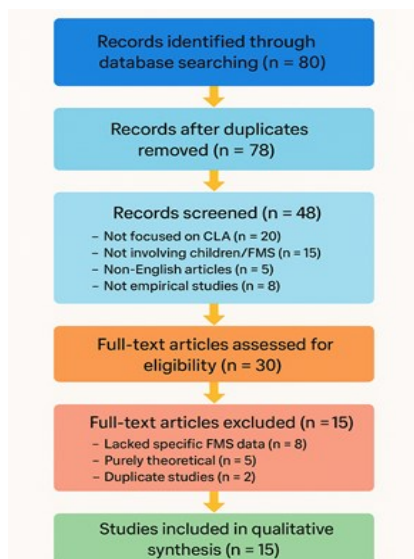 Records identified through
database searching (n = 80)
Records after duplicates
removed (n = 78)
Records screened (n = 48)
– Not focused on CLA (n = 20)
– Not involving children/FMS (n = 15)
– Non-English articles (n = 5)
– Not empirical studies (n = 8)
Full-text articles assessed for
eligibility (n = 30)
Full-text articles excluded (n = 15)
– Lacked specific FMS data (n = 8)
– Purely theoretical (n = 5)
– Duplicate studies (n = 2)
Studies included in qualitative
synthesis (n = 15)